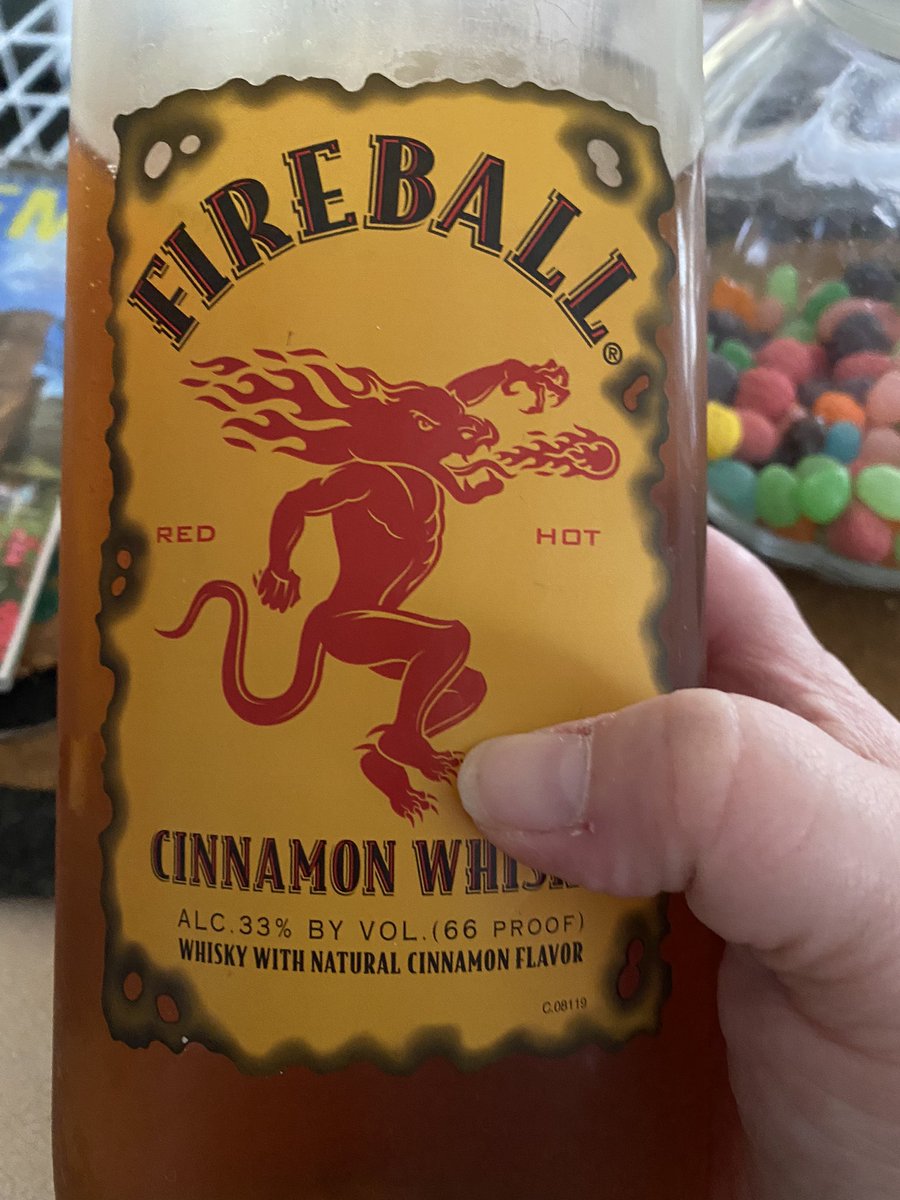 FIREBALL®
RED HOT
CINNAMON
ALC.33% BY VOL.(66 PROOF)
WHISKY WITH NATURAL CINNAMON FLAVOR
C.08119